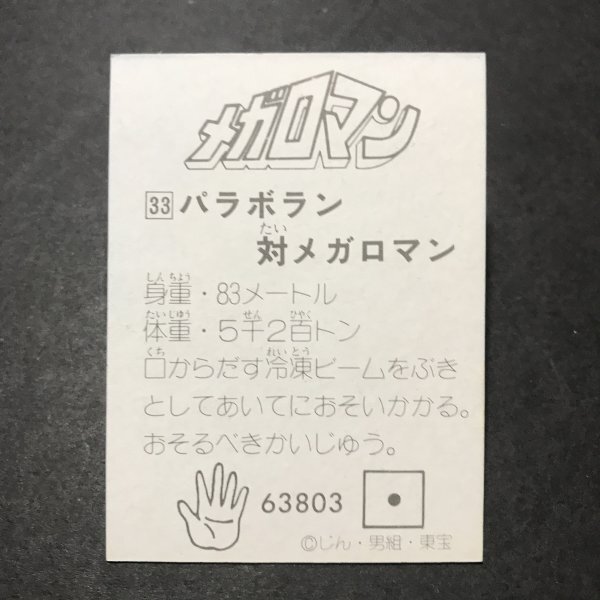 メガロマン
33 パラボラン
たい
対メガロマン
しんちょう
身重・83メートル
たいじゅう せん ひゃく
体重・5千2百トン
くち れいとう
口からだす冷凍ビームをぶき
としてあいてにおそいかかる。
おそるべきかいじゅう。
63803
©じん・男組・東宝